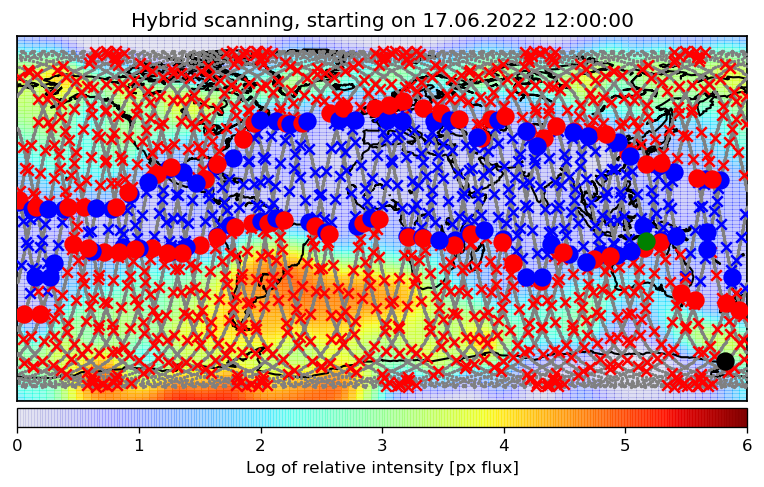 Hybrid scanning, starting on 17.06.2022 12:00:00
0 1 2 3 4 5 6
Log of relative intensity [px flux]